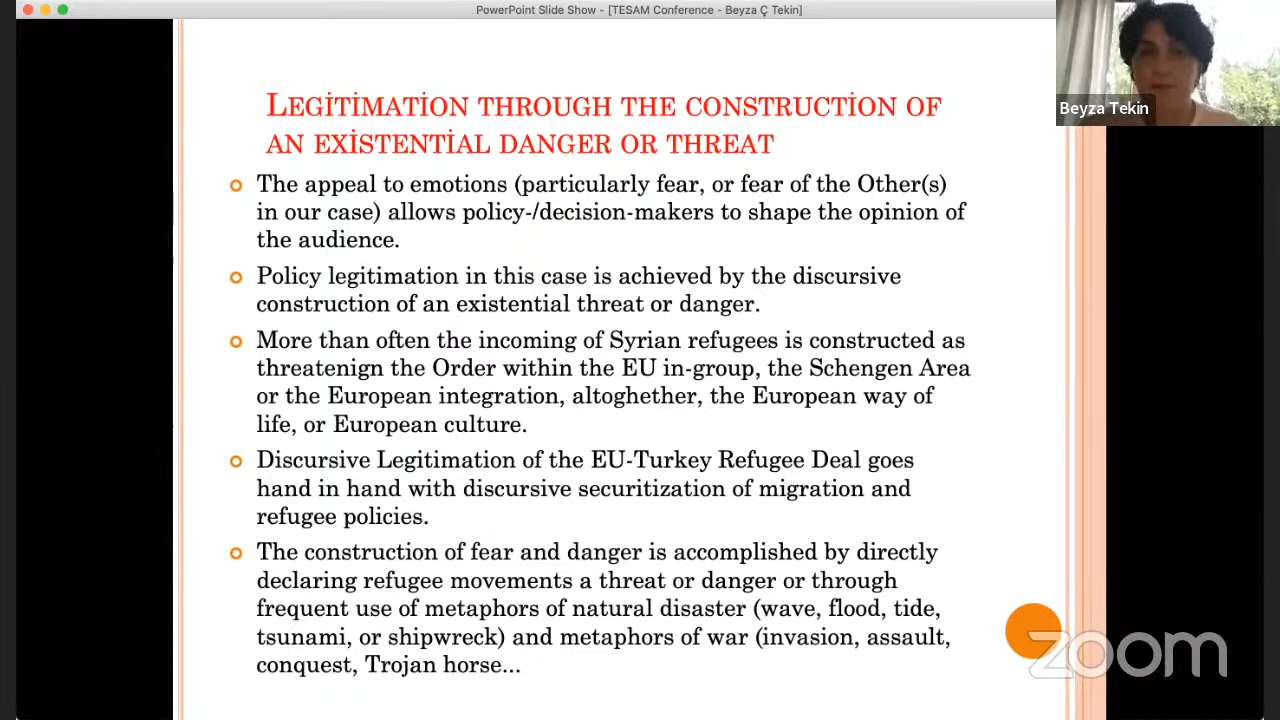 PowerPoint Slide Show - [TESAM Conference - Beyza Ç Tekin]
LEGİTİMATİON THROUGH THE CONSTRUCTİON OF
AN EXİSTENTİAL DANGER OR THREAT
The appeal to emotions (particularly fear, or fear of the Other(s)
in our case) allows policy-/decision-makers to shape the opinion of
the audience.
Policy legitimation in this case is achieved by the discursive
construction of an existential threat or danger.
More than often the incoming of Syrian refugees is constructed as
threatenign the Order within the EU in-group, the Schengen Area
or the European integration, altoghether, the European way of
life, or European culture.
Discursive Legitimation of the EU-Turkey Refugee Deal goes
hand in hand with discursive securitization of migration and
refugee policies.
The construction of fear and danger is accomplished by directly
declaring refugee movements a threat or danger or through
frequent use of metaphors of natural disaster (wave, flood, tide,
tsunami, or shipwreck) and metaphors of war (invasion, assault,
conquest, Trojan horse...
Beyza Tekin
zoom